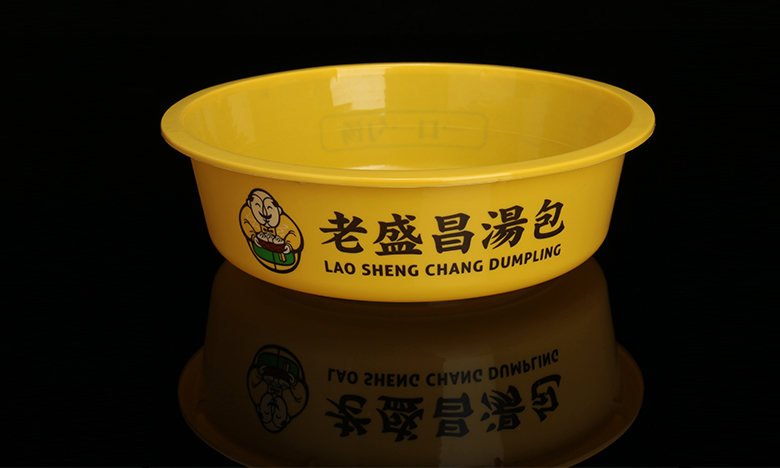 老盛昌湯包
LAO SHENG CHANG DUMPLING